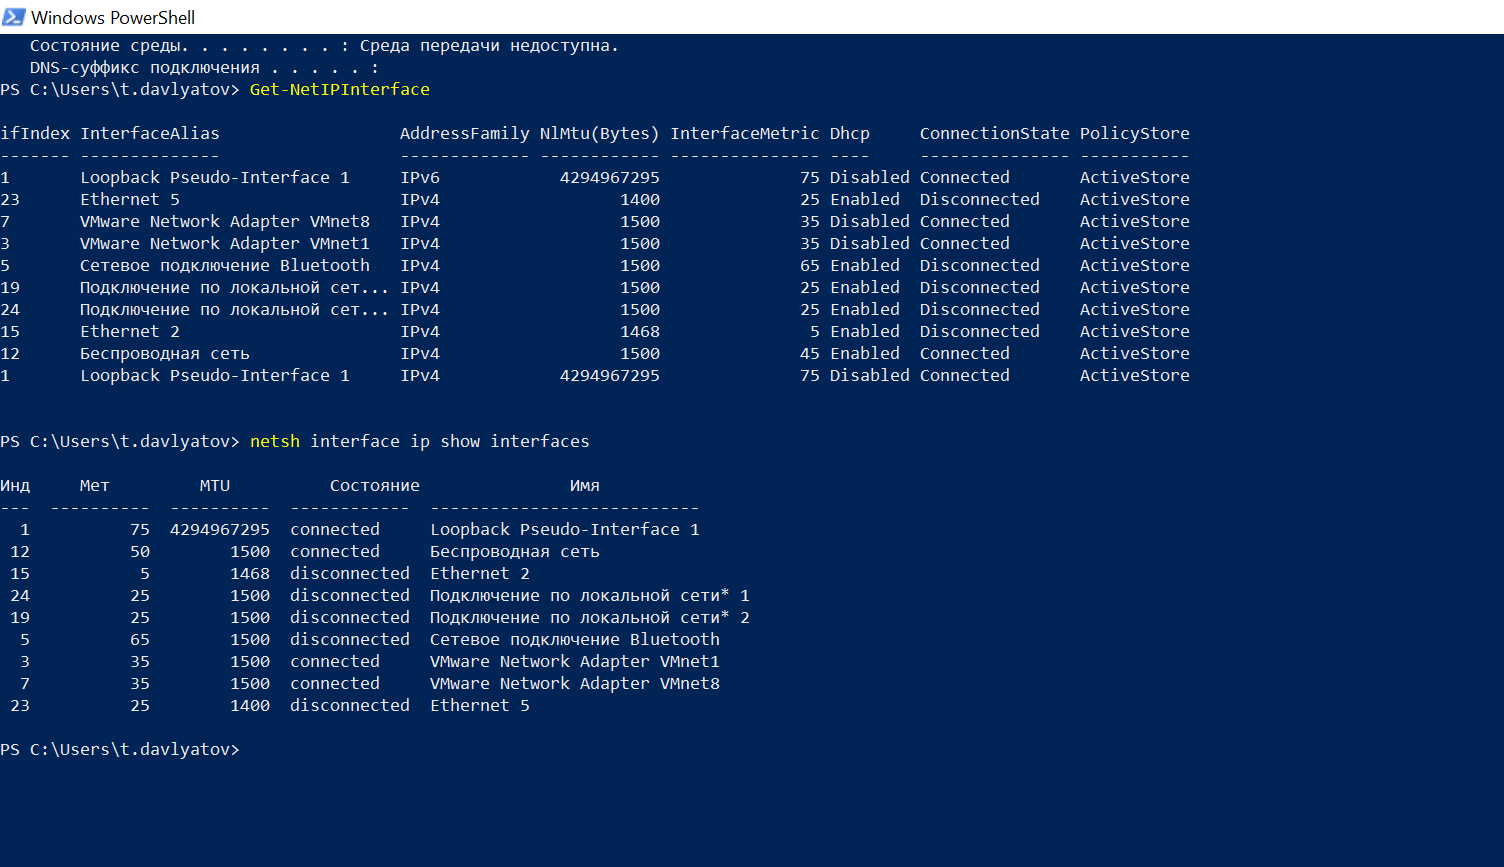 Windows PowerShell
Состояние среды. . . . . . . . : Среда передачи недоступна.
DNS-суффикс подключения . . . . . :
PS C:\Users\t.davlyatov> Get-NetIPInterface
ifIndex InterfaceAlias                  AddressFamily NlMtu(Bytes) InterfaceMetric Dhcp     ConnectionState PolicyStore
------- --------------                  ------------- ------------ --------------- ----     --------------- -----------
1       Loopback Pseudo-Interface 1     IPv6            4294967295              75 Disabled Connected       ActiveStore
23      Ethernet 5                      IPv4                  1400              25 Enabled  Disconnected    ActiveStore
7       VMware Network Adapter VMnet8   IPv4                  1500              35 Disabled Connected       ActiveStore
3       VMware Network Adapter VMnet1   IPv4                  1500              35 Disabled Connected       ActiveStore
5       Сетевое подключение Bluetooth   IPv4                  1500              65 Enabled  Disconnected    ActiveStore
19      Подключение по локальной сет... IPv4                  1500              25 Enabled  Disconnected    ActiveStore
24      Подключение по локальной сет... IPv4                  1500              25 Enabled  Disconnected    ActiveStore
15      Ethernet 2                      IPv4                  1468               5 Enabled  Disconnected    ActiveStore
12      Беспроводная сеть               IPv4                  1500              45 Enabled  Connected       ActiveStore
1       Loopback Pseudo-Interface 1     IPv4            4294967295              75 Disabled Connected       ActiveStore
PS C:\Users\t.davlyatov> netsh interface ip show interfaces
Инд     Мет         MTU          Состояние               Имя
---  ----------  ----------  ------------  ---------------------------
  1          75  4294967295  connected     Loopback Pseudo-Interface 1
 12          50        1500  connected     Беспроводная сеть
 15           5        1468  disconnected  Ethernet 2
 24          25        1500  disconnected  Подключение по локальной сети* 1
 19          25        1500  disconnected  Подключение по локальной сети* 2
  5          65        1500  disconnected  Сетевое подключение Bluetooth
  3          35        1500  connected     VMware Network Adapter VMnet1
  7          35        1500  connected     VMware Network Adapter VMnet8
 23          25        1400  disconnected  Ethernet 5
PS C:\Users\t.davlyatov>